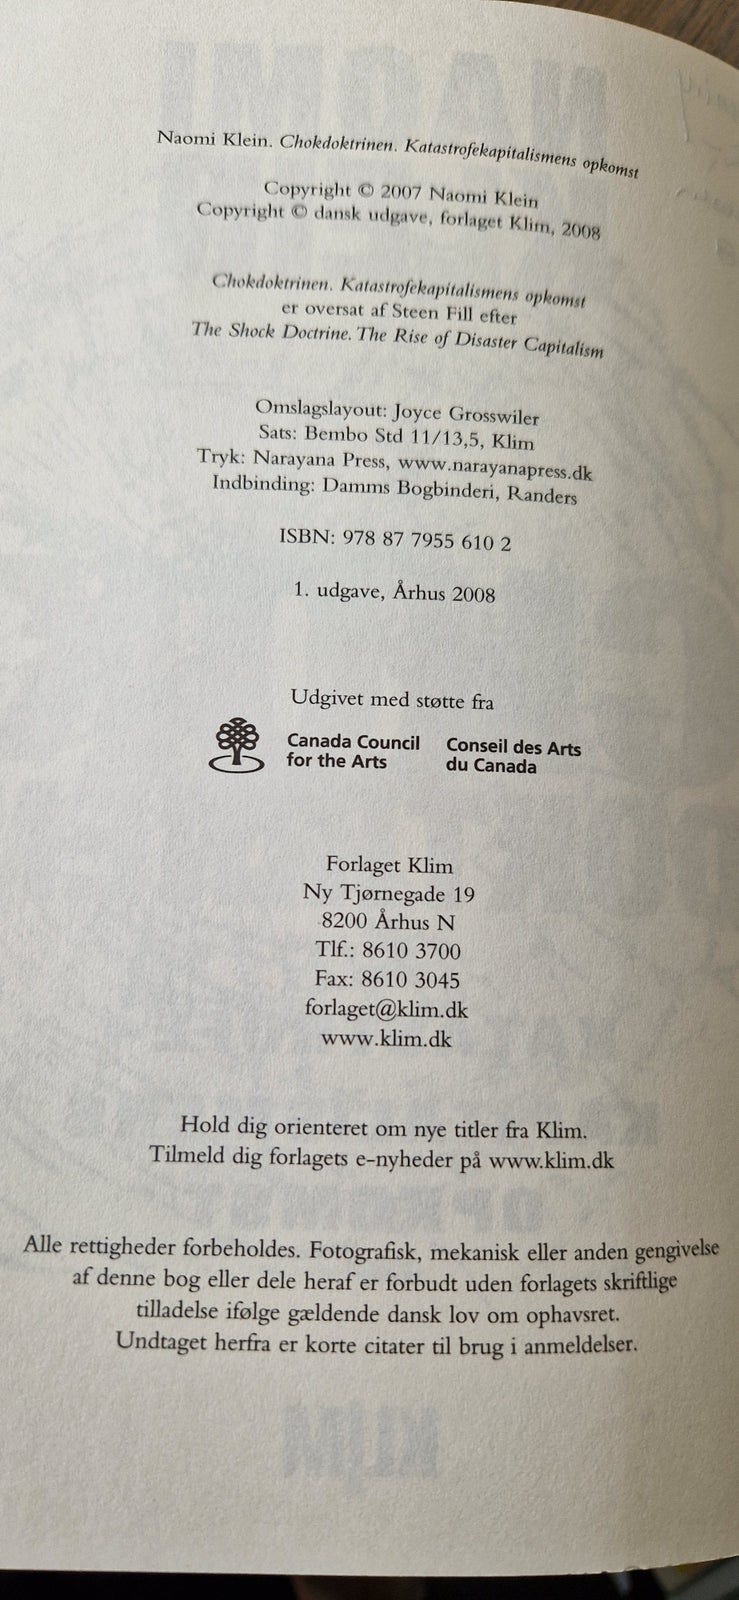 Naomi Klein. Chokdoktrinen. Katastrofekapitalismens opkomst
Copyright © 2007 Naomi Klein
Copyright © dansk udgave, forlaget Klim, 2008
Chokdoktrinen. Katastrofekapitalismens opkomst
er oversat af Steen Fill efter
The Shock Doctrine. The Rise of Disaster Capitalism
Omslagslayout: Joyce Grosswiler
Sats: Bembo Std 11/13,5, Klim
Tryk: Narayana Press, www.narayanapress.dk
Indbinding: Damms Bogbinderi, Randers
ISBN: 978 87 7955 610 2
1. udgave, Århus 2008
Udgivet med støtte fra
Canada Council Conseil des Arts
for the Arts du Canada
Forlaget Klim
Ny Tjørnegade 19
8200 Århus N
Tlf.: 8610 3700
Fax: 8610 3045
forlaget@klim.dk
www.klim.dk
Hold dig orienteret om nye titler fra Klim.
Tilmeld dig forlagets e-nyheder på www.klim.dk
Alle rettigheder forbeholdes. Fotografisk, mekanisk eller anden gengivelse
af denne bog eller dele heraf er forbudt uden forlagets skriftlige
tilladelse ifølge gældende dansk lov om ophavsret.
Undtaget herfra er korte citater til brug i anmeldelser.